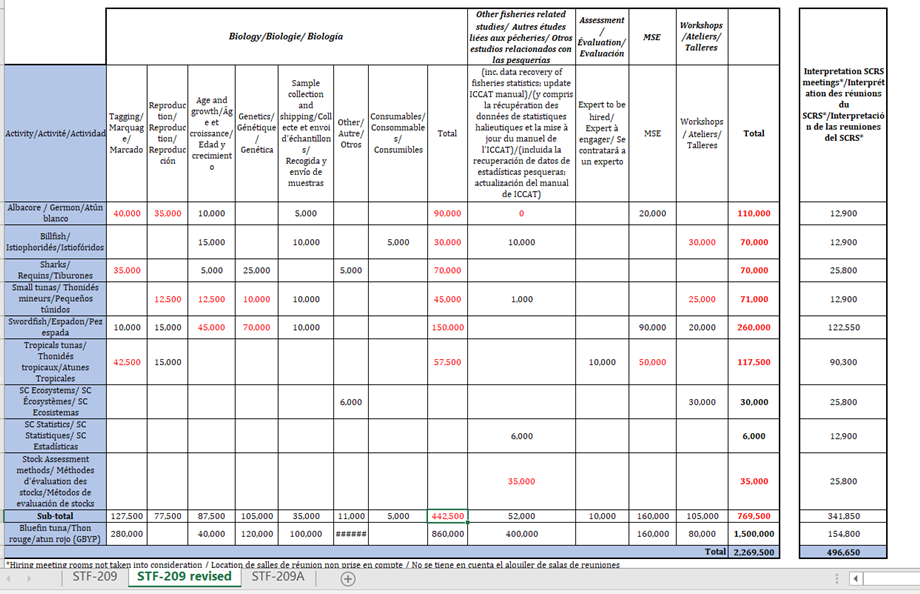 Biology/Biologie/ Biología
Other fisheries related
studies/ Autres études
liées aux pêcheries/ Otros
estudios relacionados con
las pesquerías
Assessment
/
Évaluation/
Evaluación
MSE
Workshops
/Ateliers/
Talleres
Interpretation SCRS
meetings*/Interprét
ation des réunions
du
SCRS*/Interpretació
n de las reuniones
del SCRS*
Activity/Activité/Actividad
Tagging/
Marquag
e/
Marcado
Reproduc
tion/
Reproduc
tion/
Reproduc
ción
Age and
growth/Âg
e et
croissance/
Edad y
crecimient
o
Genetics/
Génétique
/
Genética
Sample
collection
and
shipping/Coll
ecte et envoi
d'échantillon
s/
Recogida y
envío de
muestras
Other/
Autre/
Otros
Consumables/
Consommable
s/
Consumibles
Total
(inc. data recovery of
fisheries statistics; update
ICCAT manual)/(y compris
la récupération des
données de statistiques
halieutiques et la mise à
jour du manuel de
l'ICCAT)/(incluida la
recuperación de datos de
estadísticas pesqueras;
actualización del manual
de ICCAT)
Expert to be
hired/
Expert à
engager/ Se
contratará a
un experto
MSE
Workshops
/ Ateliers/
Talleres
Total
Albacore / Germon/Atún
blanco
40,000 35,000 10,000 5,000 90,000 0 20,000 110,000 12.900
Billfish/
Istiophoridés/Istiofóridos
15,000 10,000 5,000 30,000 10,000 30,000 70,000 12.900
Sharks/
Requins/Tiburones
35,000 5,000 25,000 5,000 70,000 70,000 25.800
Small tunas/ Thonidés
mineurs/Pequeños
túnidos
12,500 12,500 10,000 10,000 45,000 1,000 25,000 71,000 12.900
Swordfish/Espadon/Pez
espada
10,000 15,000 45,000 70,000 10,000 150,000 90,000 20,000 260,000 122.550
Tropicals tunas/
Thonidés
tropicaux/Atunes
Tropicales
42,500 15,000 57,500 10,000 50,000 117,500 90,300
SC Ecosystems/ SC
Écosystèmes/ SC
Ecosistemas
6,000 30,000 30,000 25.800
SC Statistics/ SC
Statistiques/ SC
Estadísticas
6,000 6,000 12.900
Stock Assessment
methods/ Méthodes
d'évaluation des
stocks/Métodos de
evaluación de stocks
35,000 35,000 25.800
Sub-total 127,500 77,500 87,500 105,000 35,000 11,000 5,000 442,500 52,000 10,000 160,000 105,000 769,500 341.850
Bluefin tuna/Thon
rouge/atun rojo (GBYP)
280,000 40,000 120,000 100,000 ###### 860,000 400,000 160,000 80,000 1,500,000 154.800
Total 2,269,500 496,650
*Hiring meeting rooms not taken into consideration / Location de salles de réunion non prise en compte / No se tiene en cuenta el alquiler de salas de reuniones
STF-209 STF-209 revised STF-209A